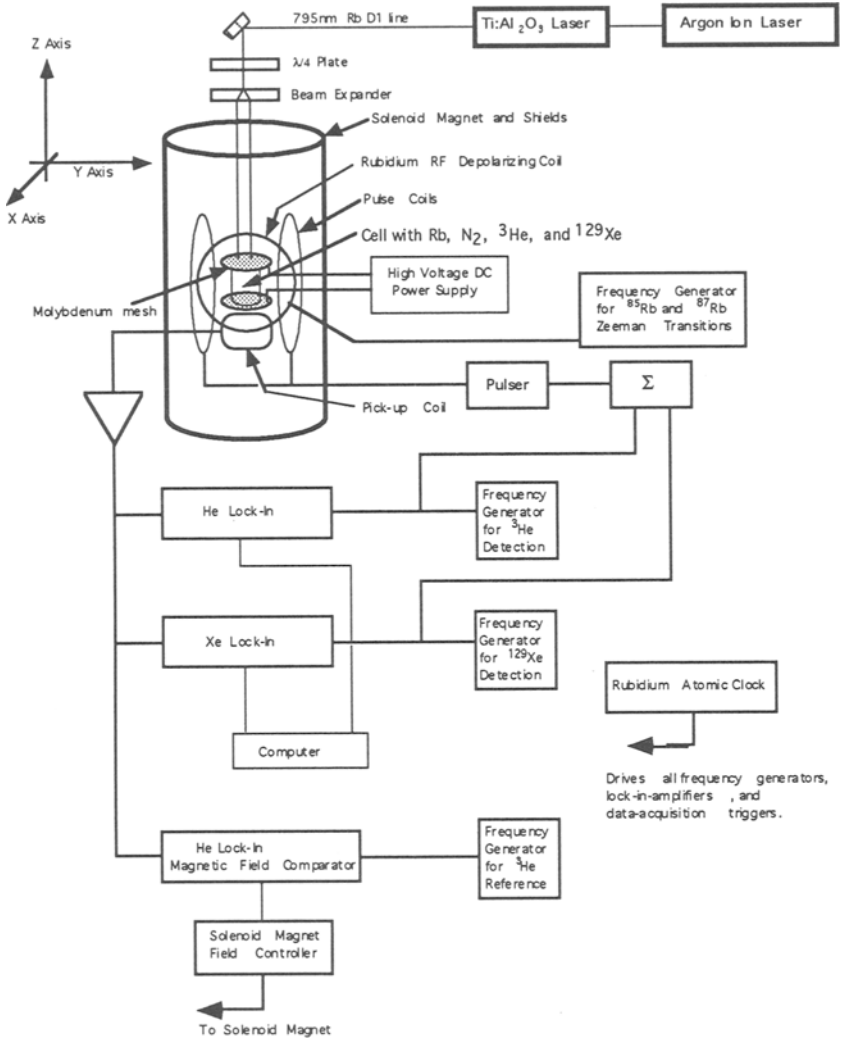 795nm Rb D1 line
Ti:Al₂O₃ Laser
Argon Ion Laser
Z Axis
λ/4 Plate
Beam Expander
Solenoid Magnet and Shields
Rubidium RF Depolarizing Coil
Y Axis
X Axis
Pulse Coils
Cell with Rb, N₂, ³He, and ¹²⁹Xe
High Voltage DC
Power Supply
Molybdenum mesh
Frequency Generator
for ⁸⁵Rb and ⁸⁷Rb
Zeeman Transitions
Pulser
Σ
Pick-up Coil
He Lock-In
Frequency
Generator
for ³He
Detection
Xe Lock-In
Frequency
Generator
for ¹²⁹Xe
Detection
Rubidium Atomic Clock
Computer
Drives all frequency generators,
lock-in-amplifiers , and
data-acquisition triggers.
He Lock-In
Magnetic Field Comparator
Frequency
Generator
for ³He
Reference
Solenoid Magnet
Field Controller
To Solenoid Magnet